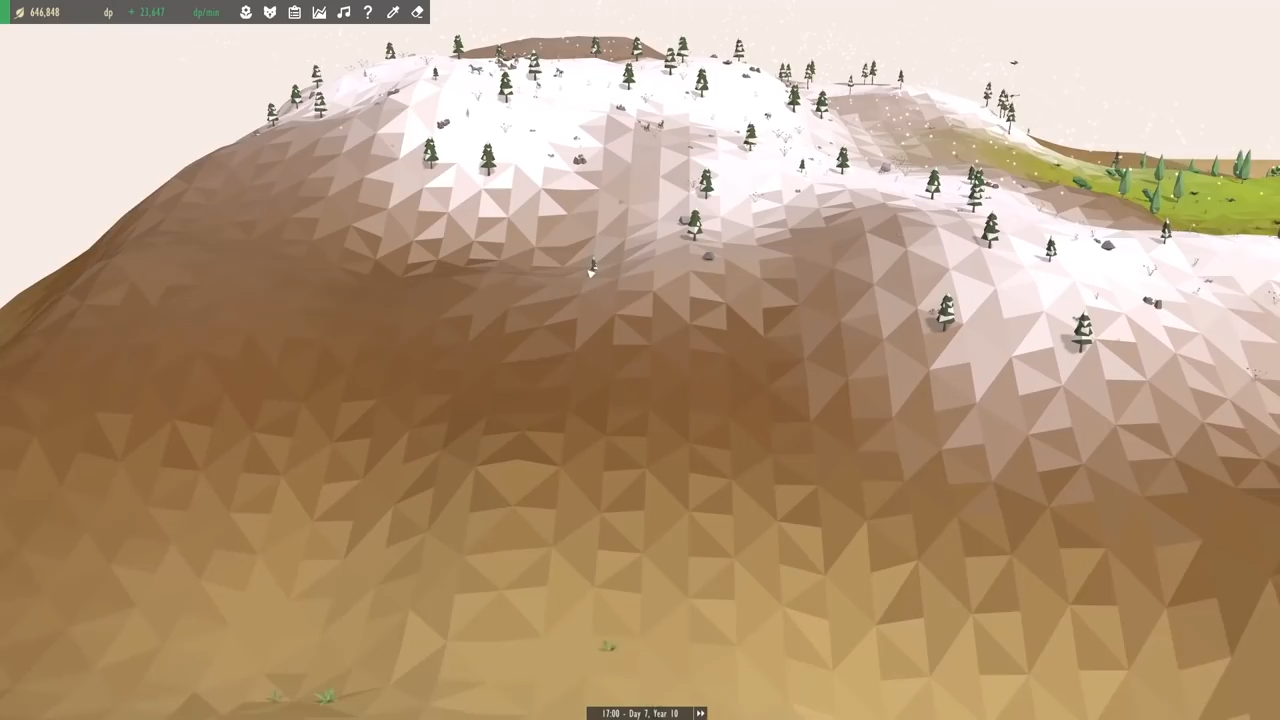 646,848 dp + 23,647 dp/min ?
17:00 - Day 7, Year 10